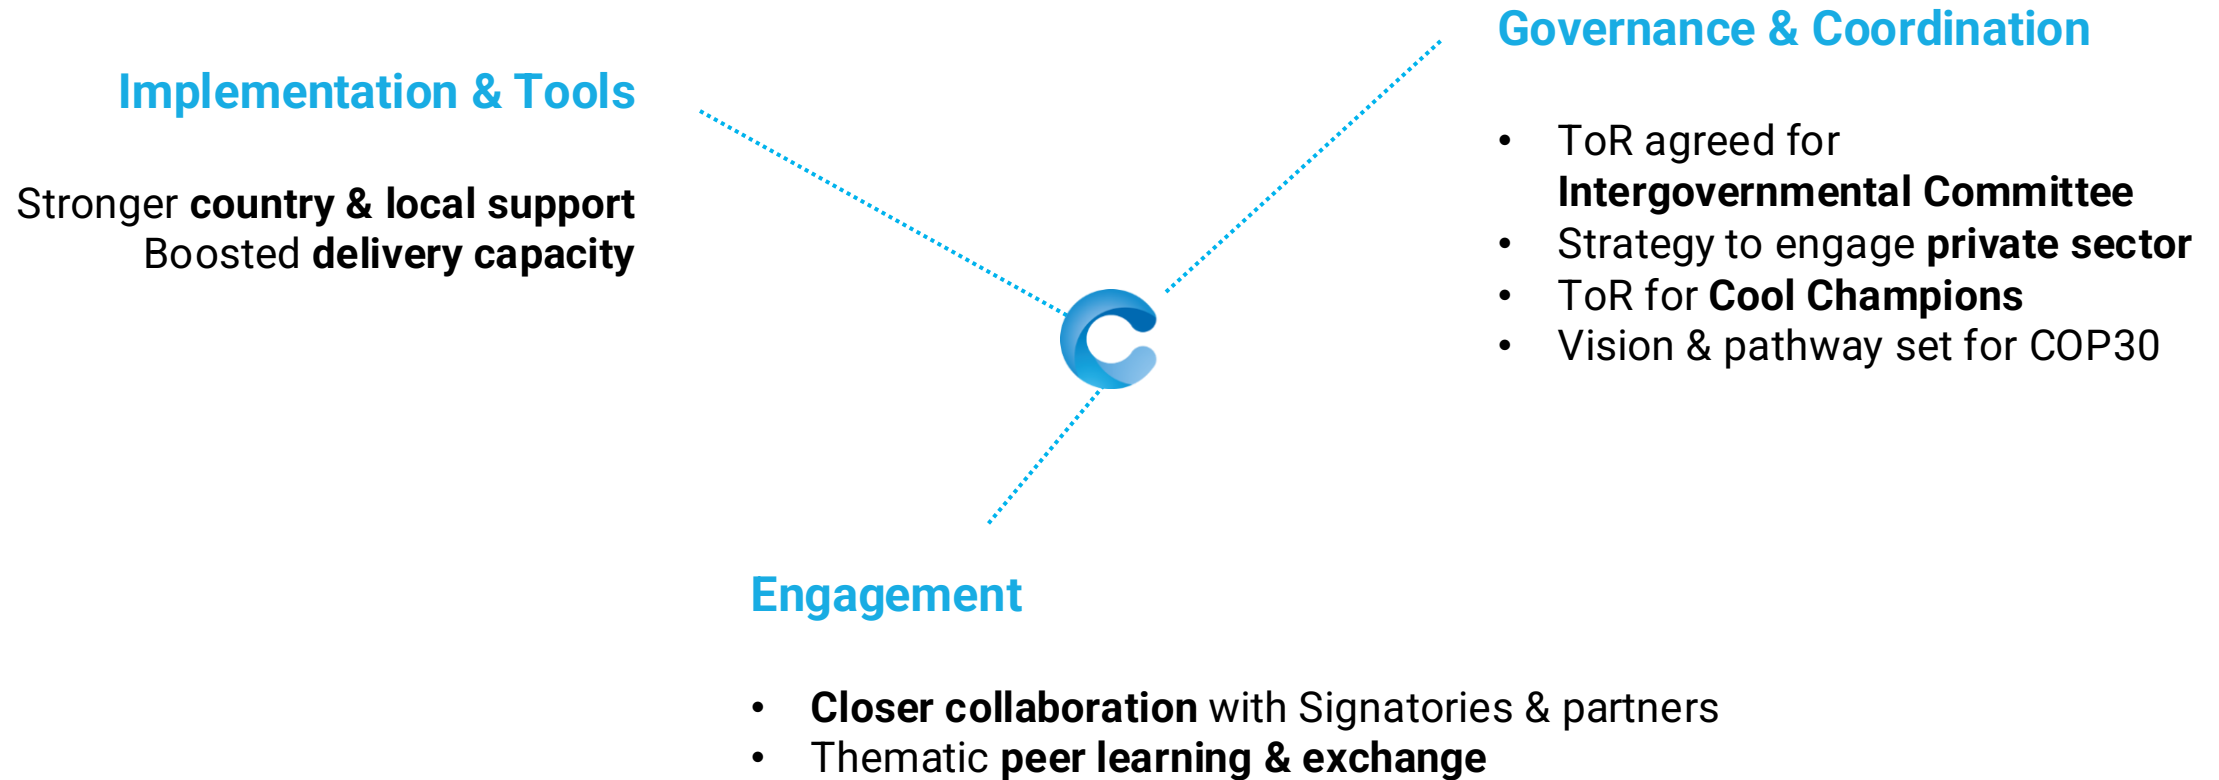 Implementation & Tools
Stronger country & local support
Boosted delivery capacity
Governance & Coordination
• ToR agreed for
Intergovernmental Committee
• Strategy to engage private sector
• ToR for Cool Champions
• Vision & pathway set for COP30
Engagement
• Closer collaboration with Signatories & partners
• Thematic peer learning & exchange